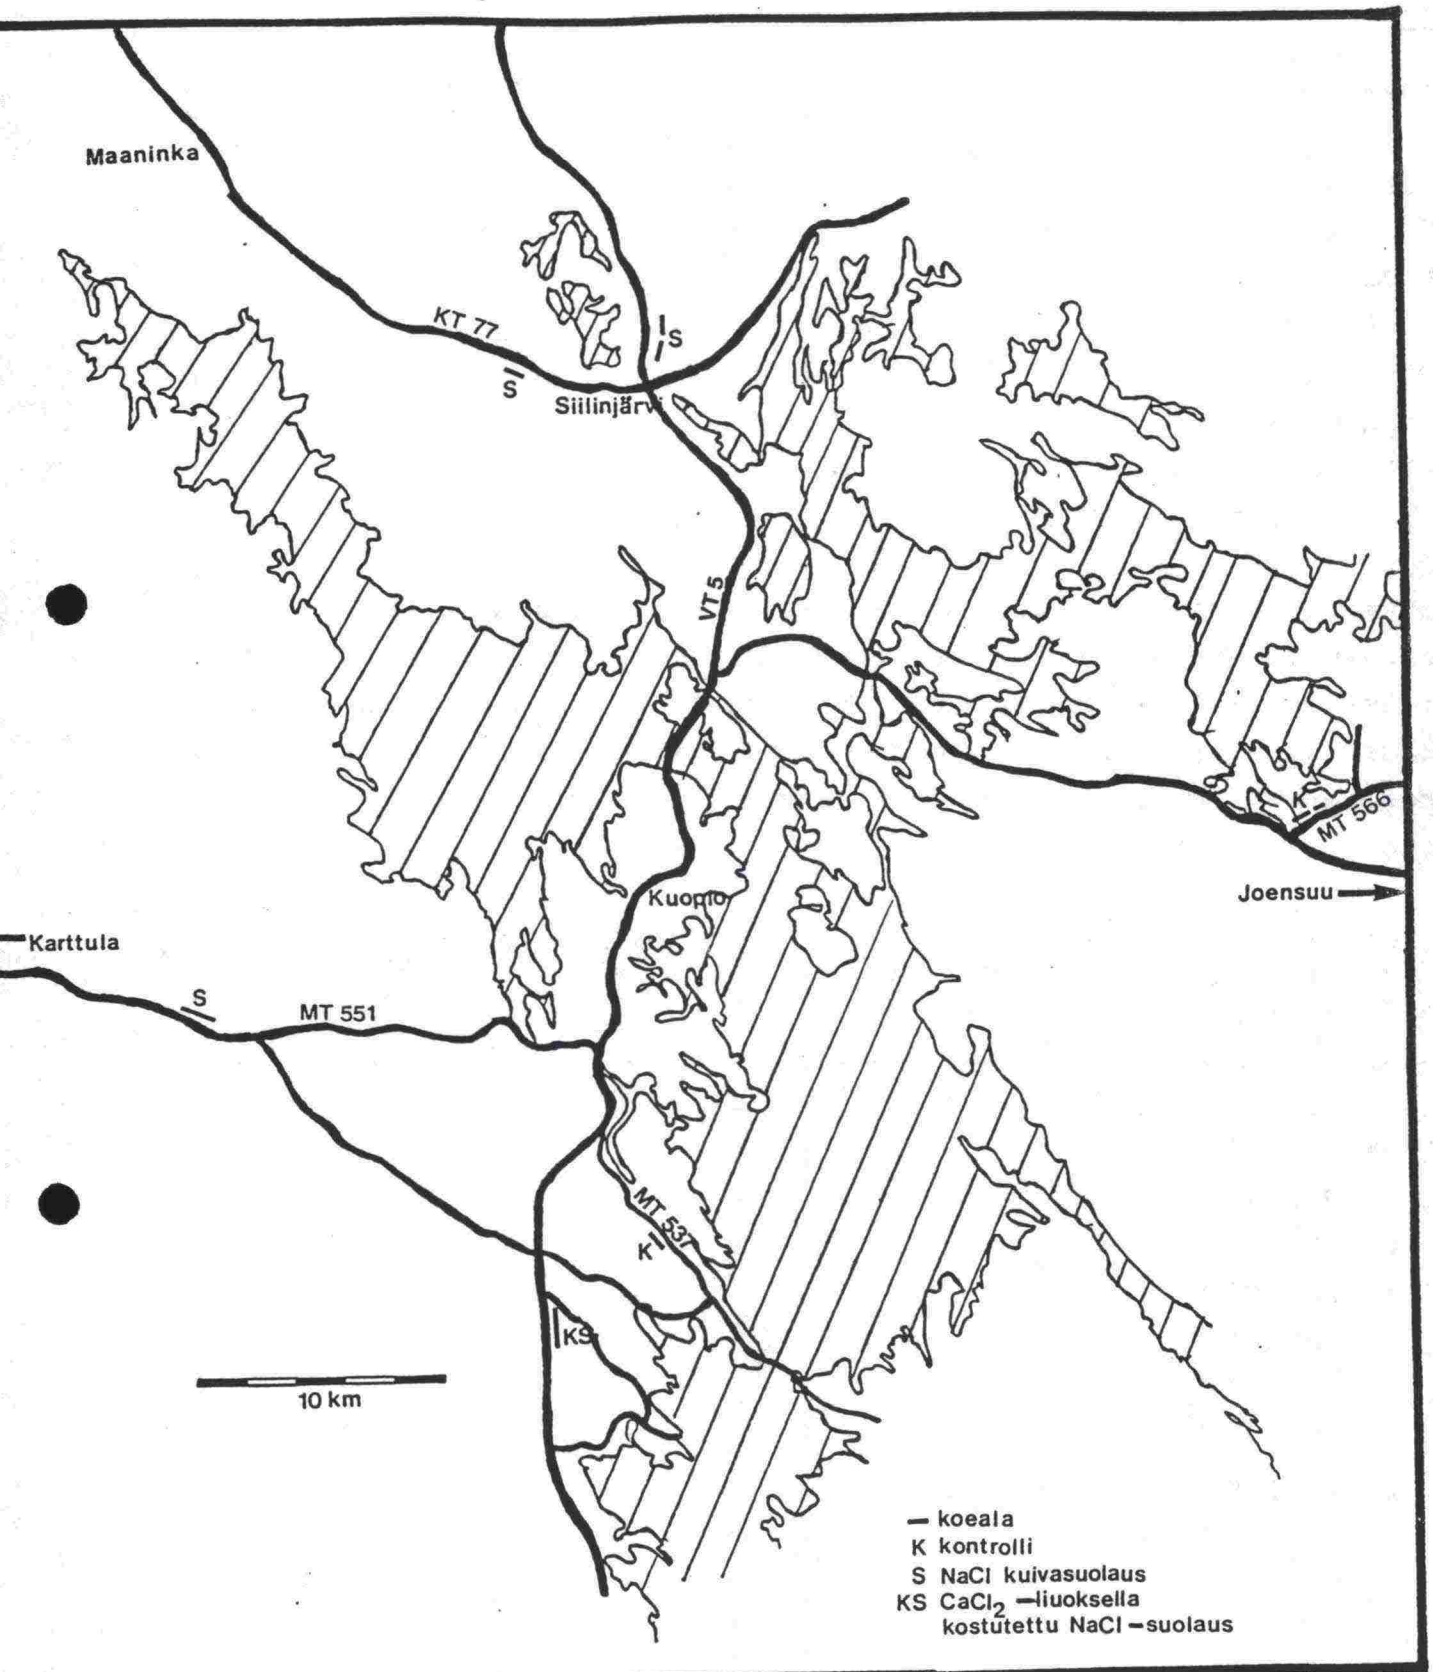 Maaninka
KT 77
S
S
Siilinjärvi
VT 5
K
MT 566
Joensuu
Kuopio
Karttula
S
MT 551
MT 537
K
KS
10 km
— koeala
K kontrolli
S NaCl kuivasuolaus
KS CaCl₂ —liuoksella
kostutettu NaCl—suolaus